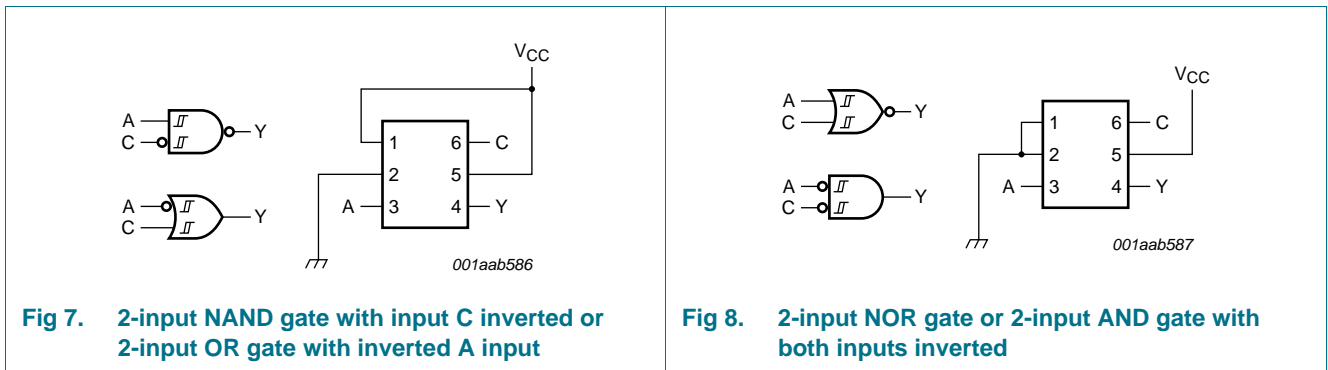 VCC
A
C
Y
A
C
Y
1
6
C
2
5
A
3
4
Y
001aab586
Fig 7. 2-input NAND gate with input C inverted or
2-input OR gate with inverted A input
VCC
A
C
Y
A
C
Y
1
6
C
2
5
A
3
4
Y
001aab587
Fig 8. 2-input NOR gate or 2-input AND gate with
both inputs inverted